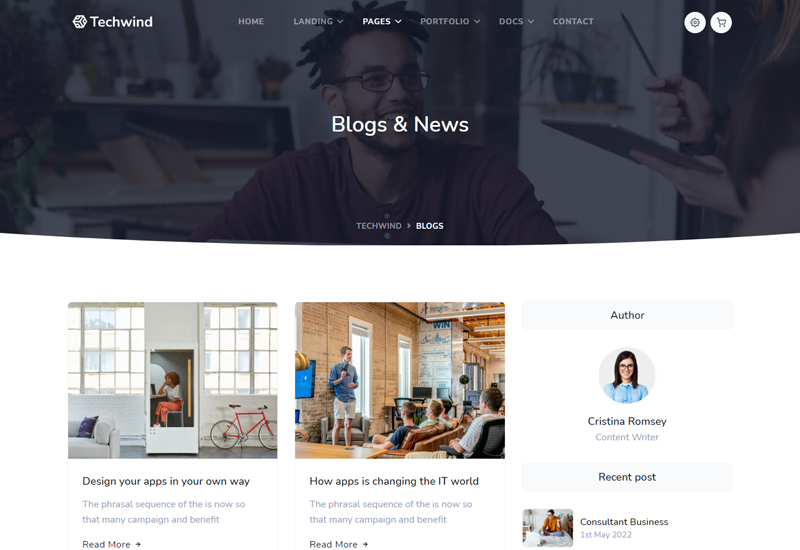 Techwind
HOME LANDING PAGES PORTFOLIO DOCS CONTACT
Blogs & News
TECHWIND > BLOGS
WIN
Design your apps in your own way
The phrasal sequence of the is now so
that many campaign and benefit
Read More →
How apps is changing the IT world
The phrasal sequence of the is now so
that many campaign and benefit
Read More →
Author
Cristina Romsey
Content Writer
Recent post
Consultant Business
1st May 2022